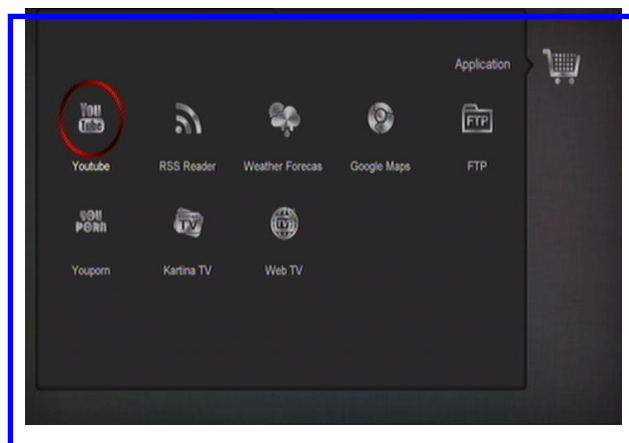 Application
You
Tube
FTP
Youtube
RSS Reader
Weather Forecas
Google Maps
FTP
YOU
PORN
TV
TV
Youporn
Kartina TV
Web TV